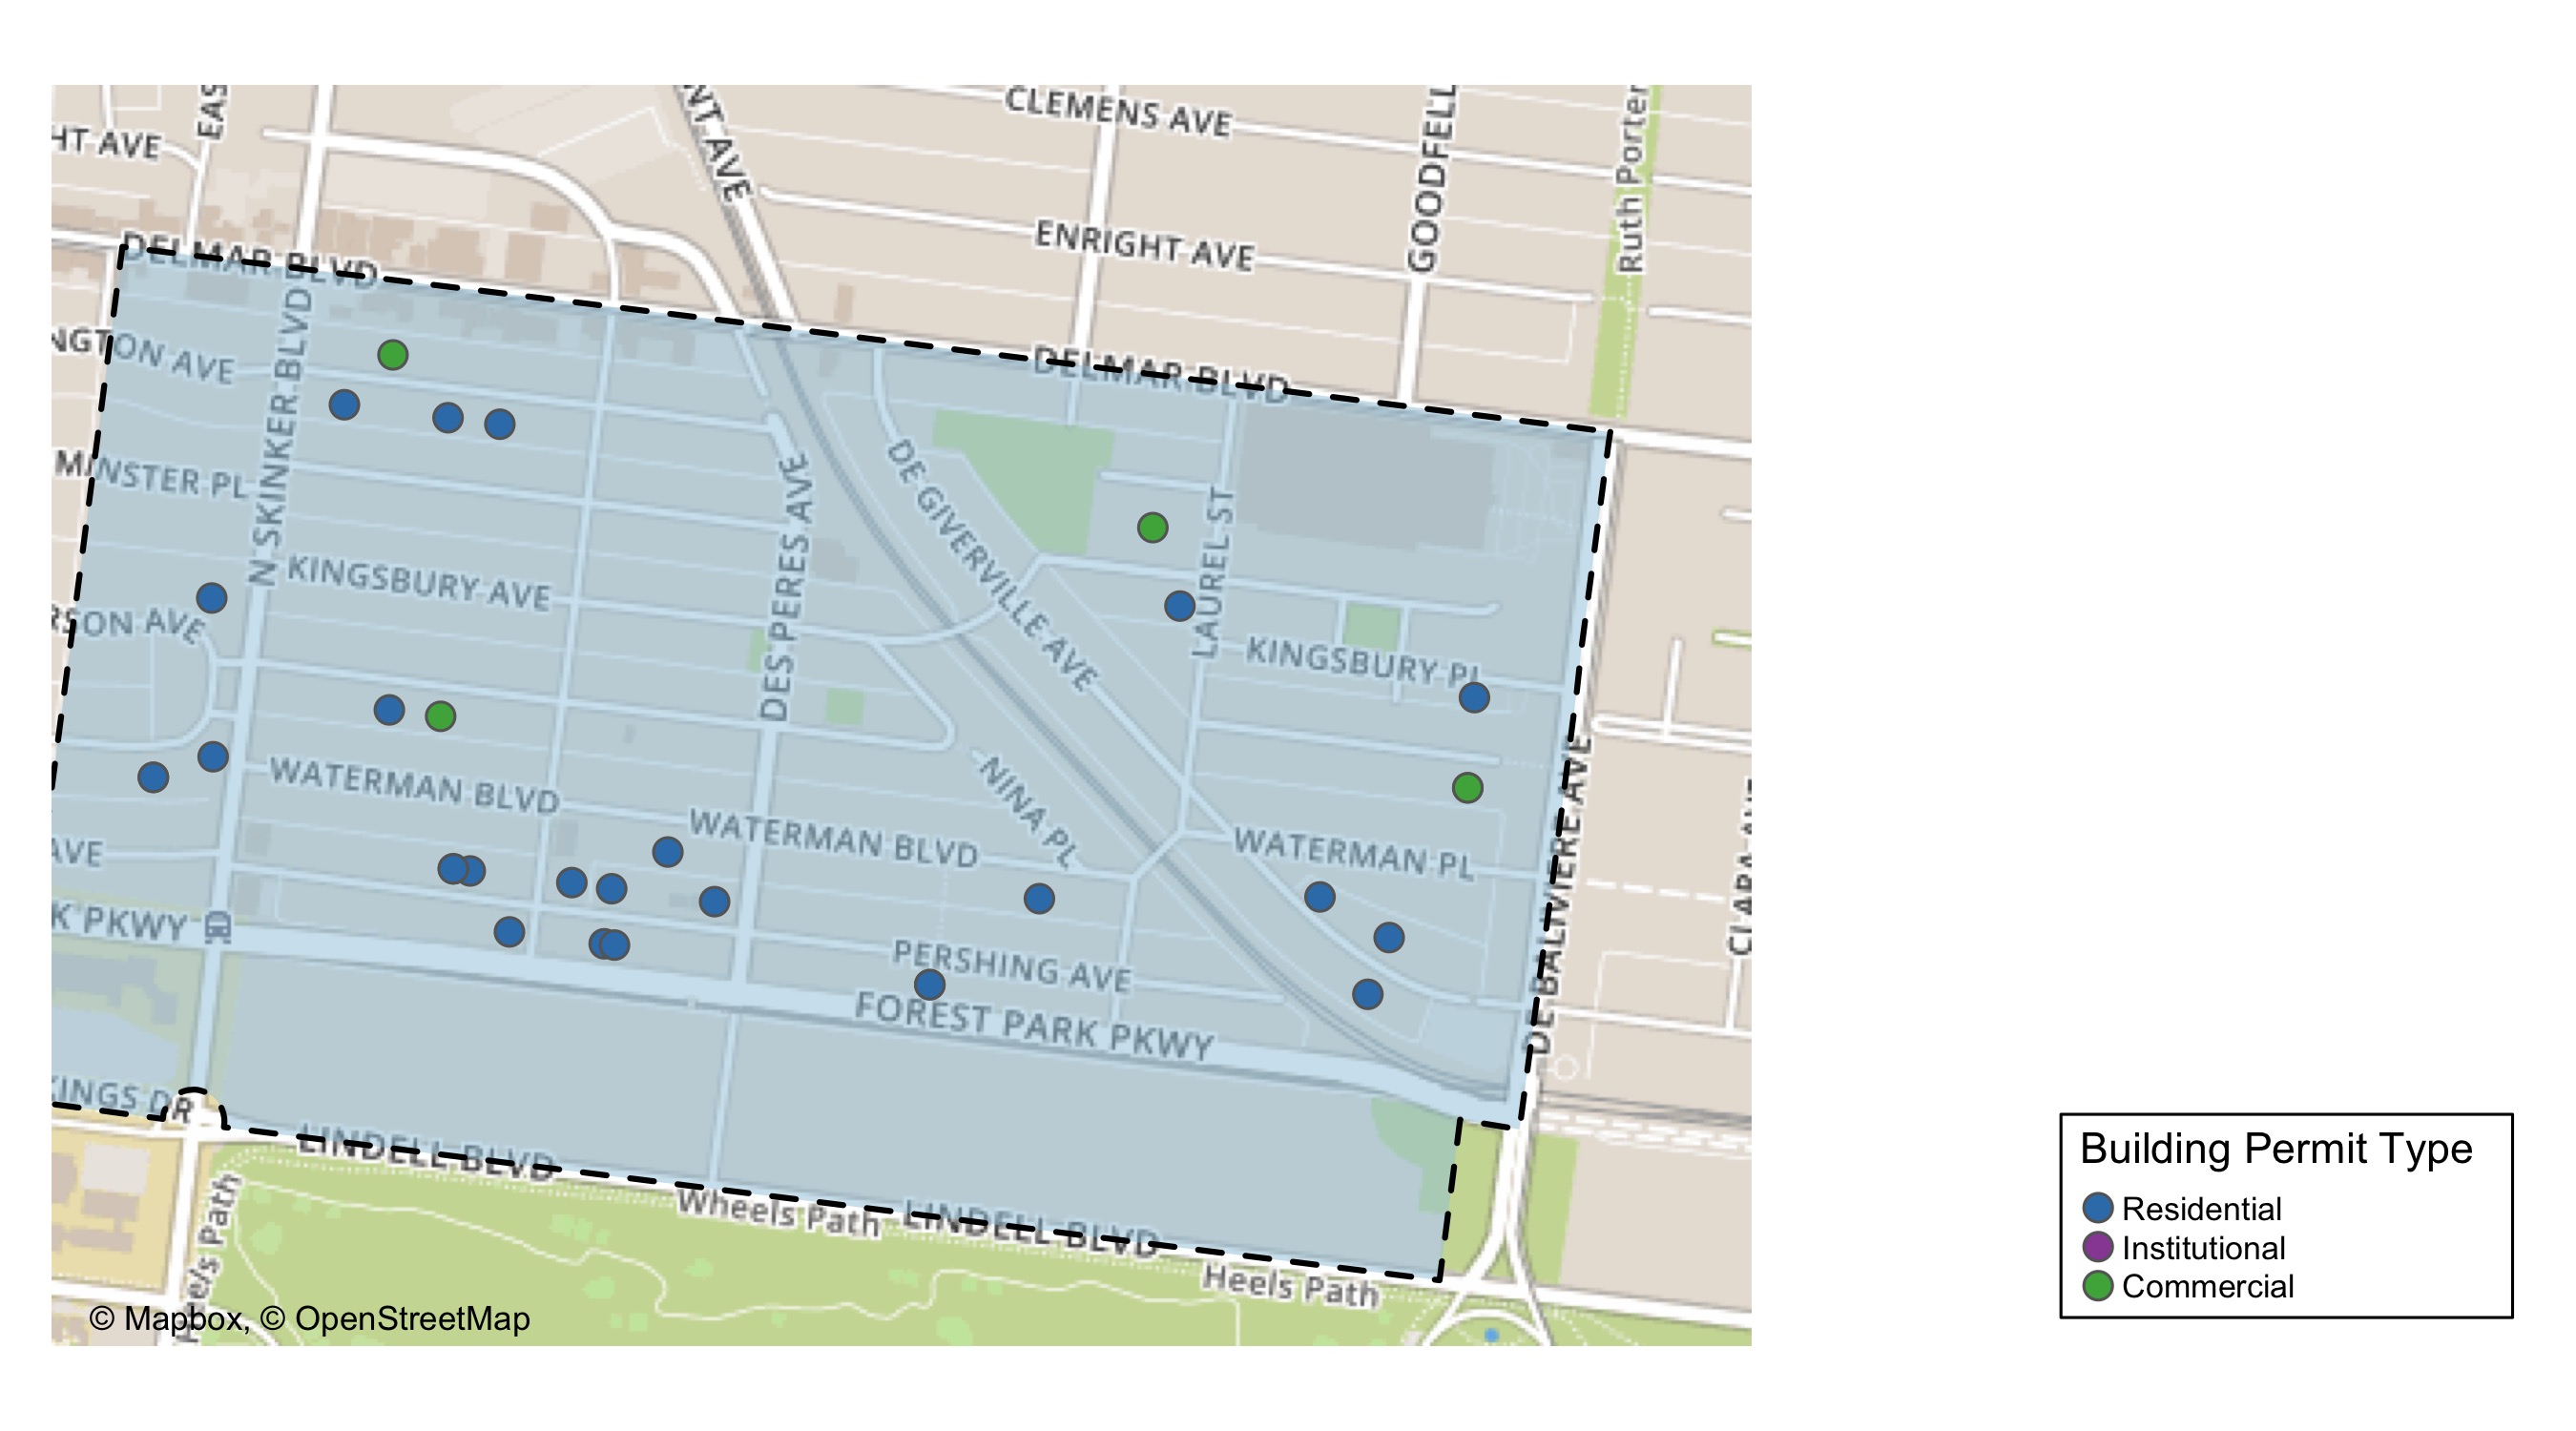 CLEMENS AVE
EAS
NT AVE
HT AVE
GOODFELL
Ruth Porter
ENRIGHT AVE
DELMAR BLVD
NGTON AVE
N SKINKER BLVD
DELMAR BLVD
MINSTER PL
DE GIVERVILLE AVE
DES PERES AVE
LAUREL ST
KINGSBURY AVE
RSON AVE
KINGSBURY PL
WATERMAN BLVD
NINA PL
WATERMAN BLVD
WATERMAN PL
AVE
DE BALIVIERE AVE
CLARA AVE
K PKWY
PERSHING AVE
FOREST PARK PKWY
KINGS DR
LINDELL BLVD
Wheels Path
LINDELL BLVD
Heels Path
Heels Path
© Mapbox, © OpenStreetMap
Building Permit Type
Residential
Institutional
Commercial